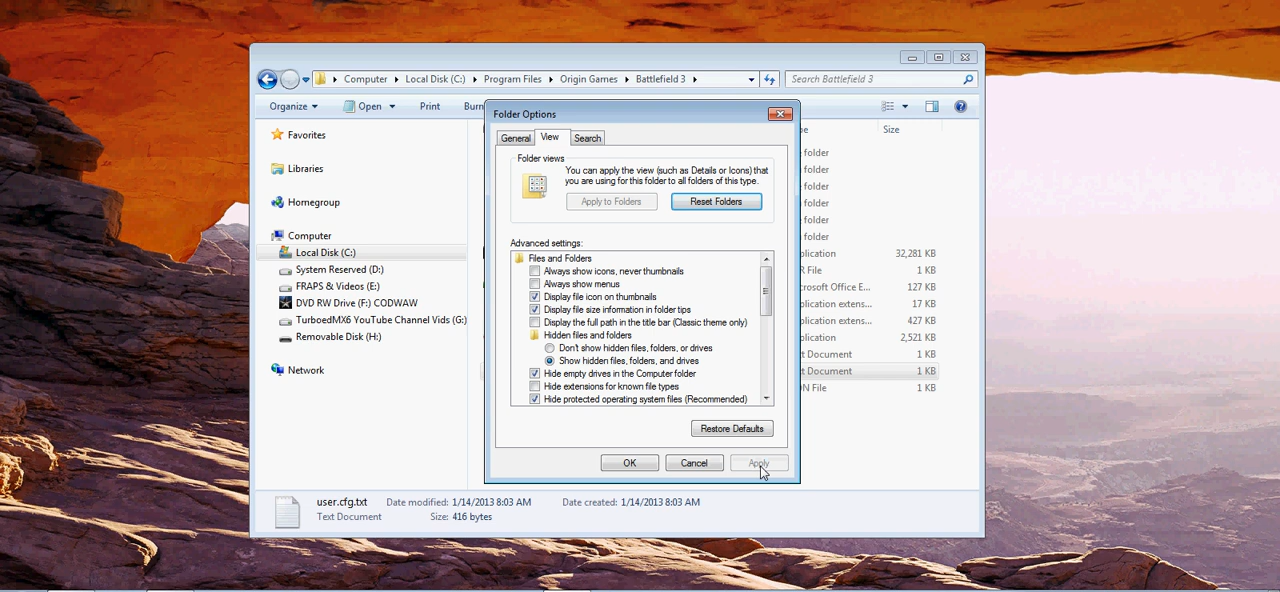 Computer Local Disk (C:) Program Files Origin Games Battlefield 3 Search Battlefield 3
Organize Open Print Burn
Folder Options
General View Search
Folder views
You can apply the view (such as Details or Icons) that
you are using for this folder to all folders of this type.
Apply to Folders Reset Folders
Advanced settings:
Files and Folders
Always show icons, never thumbnails
Always show menus
Display file icon on thumbnails
Display file size information in folder tips
Display the full path in the title bar (Classic theme only)
Hidden files and folders
Don't show hidden files, folders, or drives
Show hidden files, folders, and drives
Hide empty drives in the Computer folder
Hide extensions for known file types
Hide protected operating system files (Recommended)
Restore Defaults
OK Cancel Apply
Favorites
Libraries
Homegroup
Computer
Local Disk (C:)
System Reserved (D:)
FRAPS & Videos (E:)
DVD RW Drive (F:) CODWAW
TurboedMX6 YouTube Channel Vids (G:)
Removable Disk (H:)
Network
Size
folder
folder
folder
folder
folder
folder
plication 32,281 KB
R File 1 KB
crosoft Office E... 127 KB
plication extens... 17 KB
plication extens... 427 KB
plication 2,521 KB
t Document 1 KB
t Document 1 KB
N File 1 KB
user.cfg.txt Date modified: 1/14/2013 8:03 AM Date created: 1/14/2013 8:03 AM
Text Document Size: 416 bytes